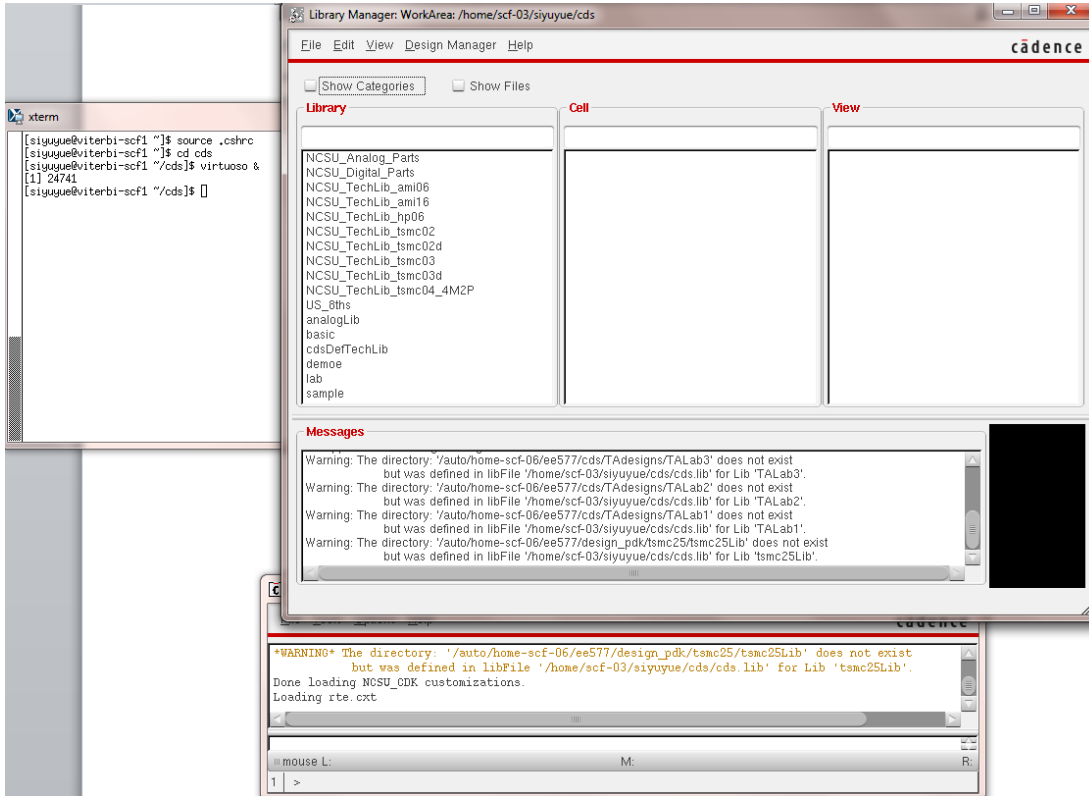 Library Manager: WorkArea: /home/scf-03/siyuyue/cds
File Edit View Design Manager Help
cādence
Show Categories Show Files
Library
Cell
View
NCSU_Analog_Parts
NCSU_Digital_Parts
NCSU_TechLib_ami06
NCSU_TechLib_ami16
NCSU_TechLib_hp06
NCSU_TechLib_tsmc02
NCSU_TechLib_tsmc02d
NCSU_TechLib_tsmc03
NCSU_TechLib_tsmc03d
NCSU_TechLib_tsmc04_4M2P
US_8ths
analogLib
basic
cdsDefTechLib
demoe
lab
sample
xterm
[siyuyue@viterbi-scf1 ~]$ source .cshrc
[siyuyue@viterbi-scf1 ~]$ cd cds
[siyuyue@viterbi-scf1 ~/cds]$ virtuoso &
[1] 24741
[siyuyue@viterbi-scf1 ~/cds]$
Messages
Warning: The directory: '/auto/home-scf-06/ee577/cds/TAdesigns/TALab3' does not exist
but was defined in libFile '/home/scf-03/siyuyue/cds/cds.lib' for Lib 'TALab3'.
Warning: The directory: '/auto/home-scf-06/ee577/cds/TAdesigns/TALab2' does not exist
but was defined in libFile '/home/scf-03/siyuyue/cds/cds.lib' for Lib 'TALab2'.
Warning: The directory: '/auto/home-scf-06/ee577/cds/TAdesigns/TALab1' does not exist
but was defined in libFile '/home/scf-03/siyuyue/cds/cds.lib' for Lib 'TALab1'.
Warning: The directory: '/auto/home-scf-06/ee577/design_pdk/tsmc25/tsmc25Lib' does not exist
but was defined in libFile '/home/scf-03/siyuyue/cds/cds.lib' for Lib 'tsmc25Lib'.
*WARNING* The directory: '/auto/home-scf-06/ee577/design_pdk/tsmc25/tsmc25Lib' does not exist
but was defined in libFile '/home/scf-03/siyuyue/cds/cds.lib' for Lib 'tsmc25Lib'.
Done loading NCSU_CDK customizations.
Loading rte.cxt
mouse L: M: R:
1 >